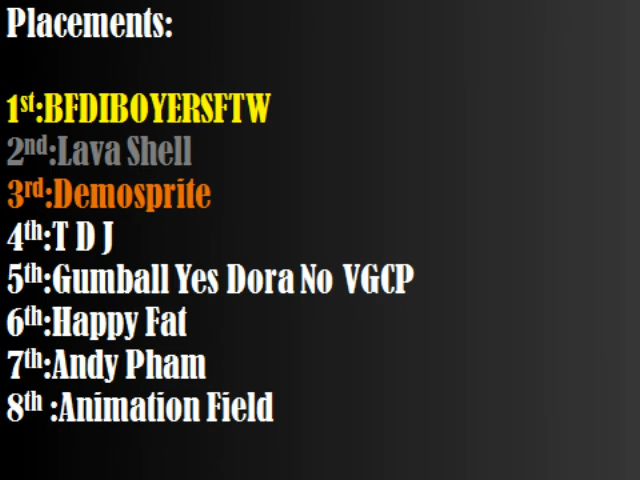 Placements:
1st:BFDIBOYERSFTW
2nd:Lava Shell
3rd:Demosprite
4th:T D J
5th:Gumball Yes Dora No VGCP
6th:Happy Fat
7th:Andy Pham
8th :Animation Field